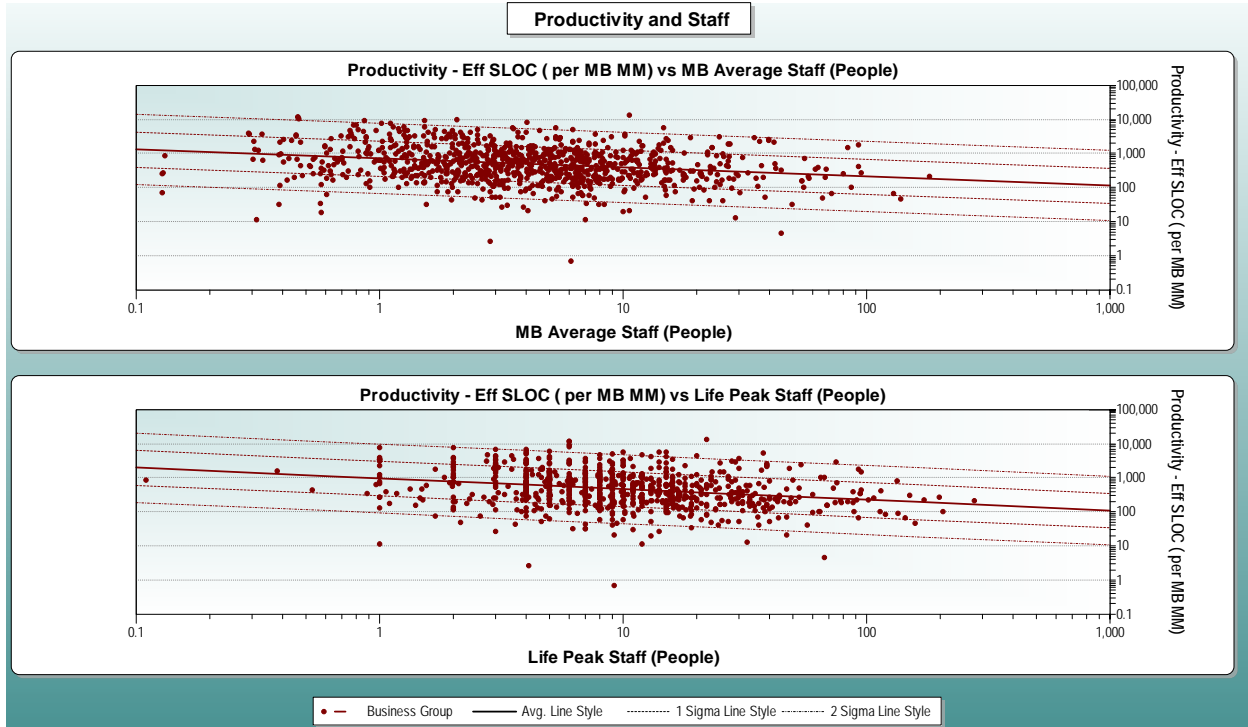 Productivity and Staff
Productivity - Eff SLOC ( per MB MM) vs MB Average Staff (People)
100,000
10,000
1,000
100
10
1
0.1
Productivity - Eff SLOC ( per MB MM)
0.1 1 10 100 1,000
MB Average Staff (People)
Productivity - Eff SLOC ( per MB MM) vs Life Peak Staff (People)
100,000
10,000
1,000
100
10
1
0.1
Productivity - Eff SLOC ( per MB MM)
0.1 1 10 100 1,000
Life Peak Staff (People)
Business Group Avg. Line Style 1 Sigma Line Style 2 Sigma Line Style